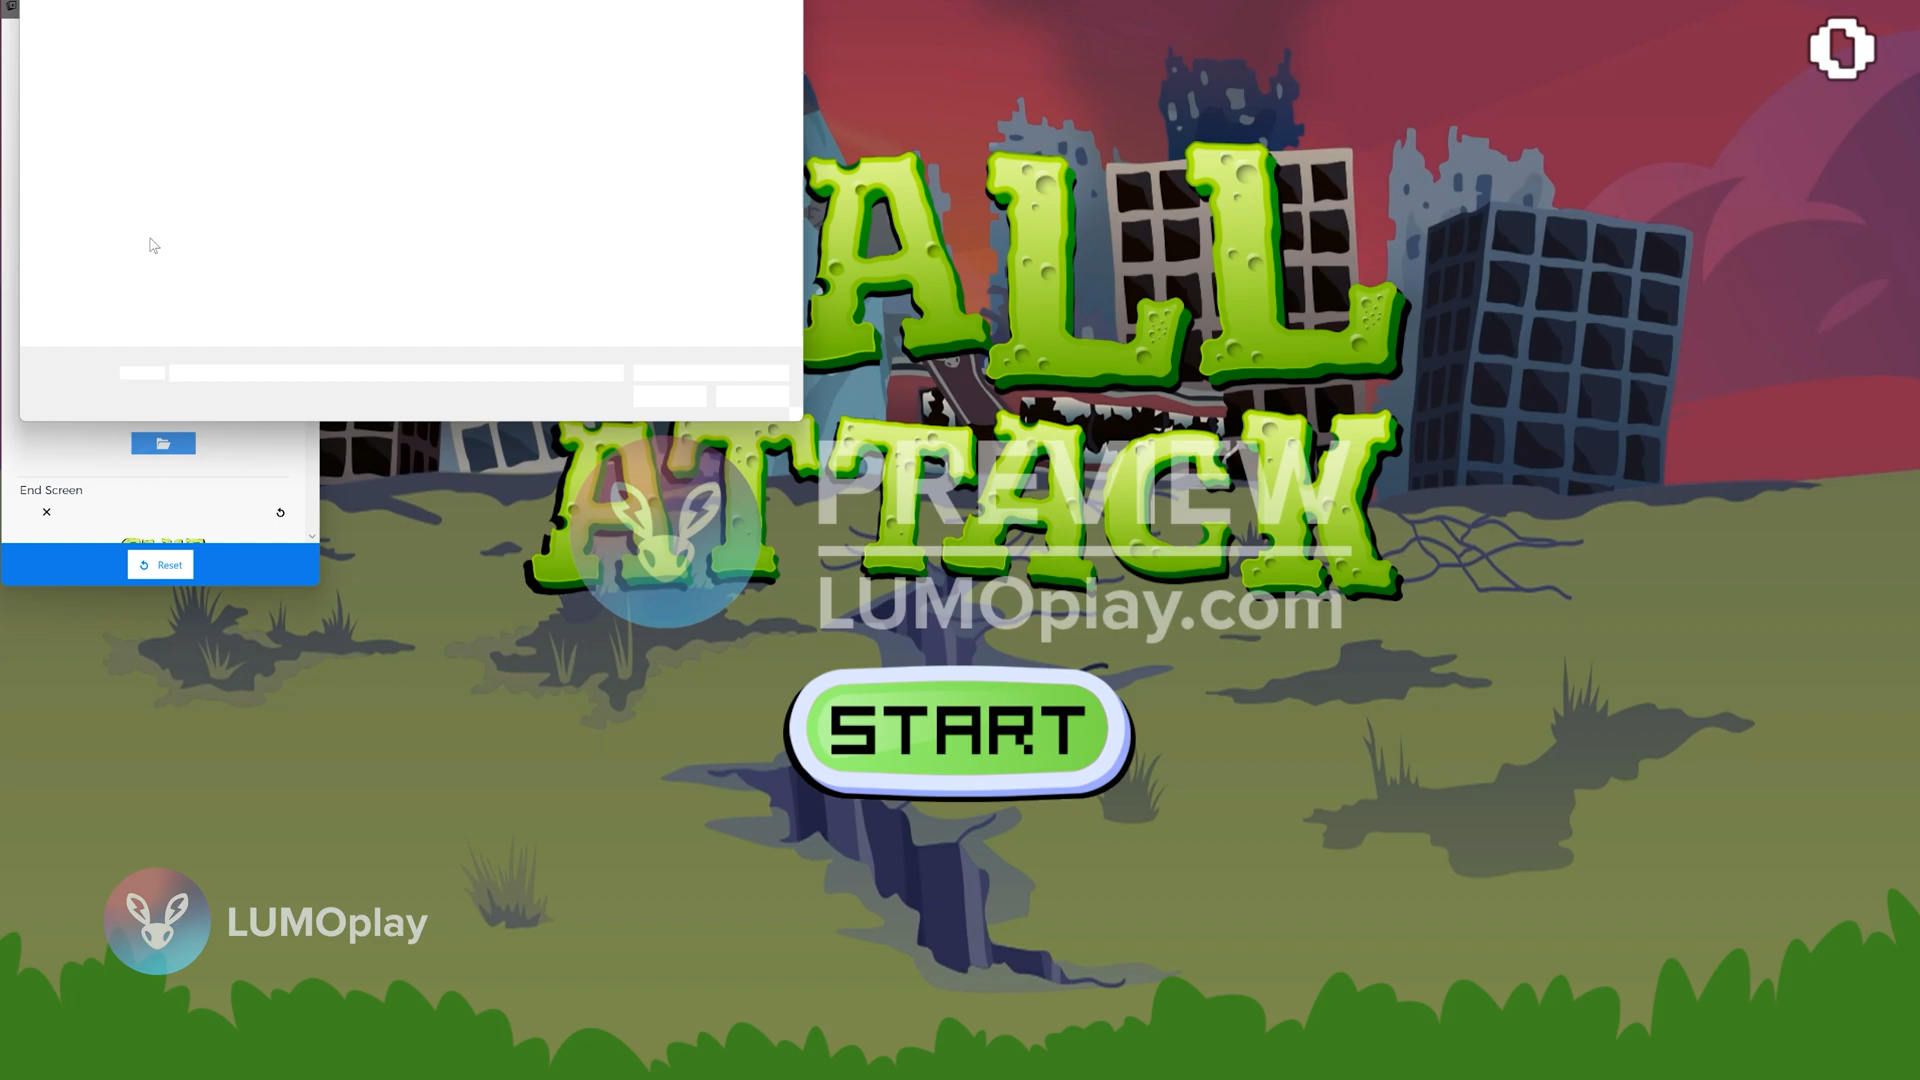 ALL
ATTACK
PREVIEW
LUMOplay.com
End Screen
Reset
START
LUMOplay